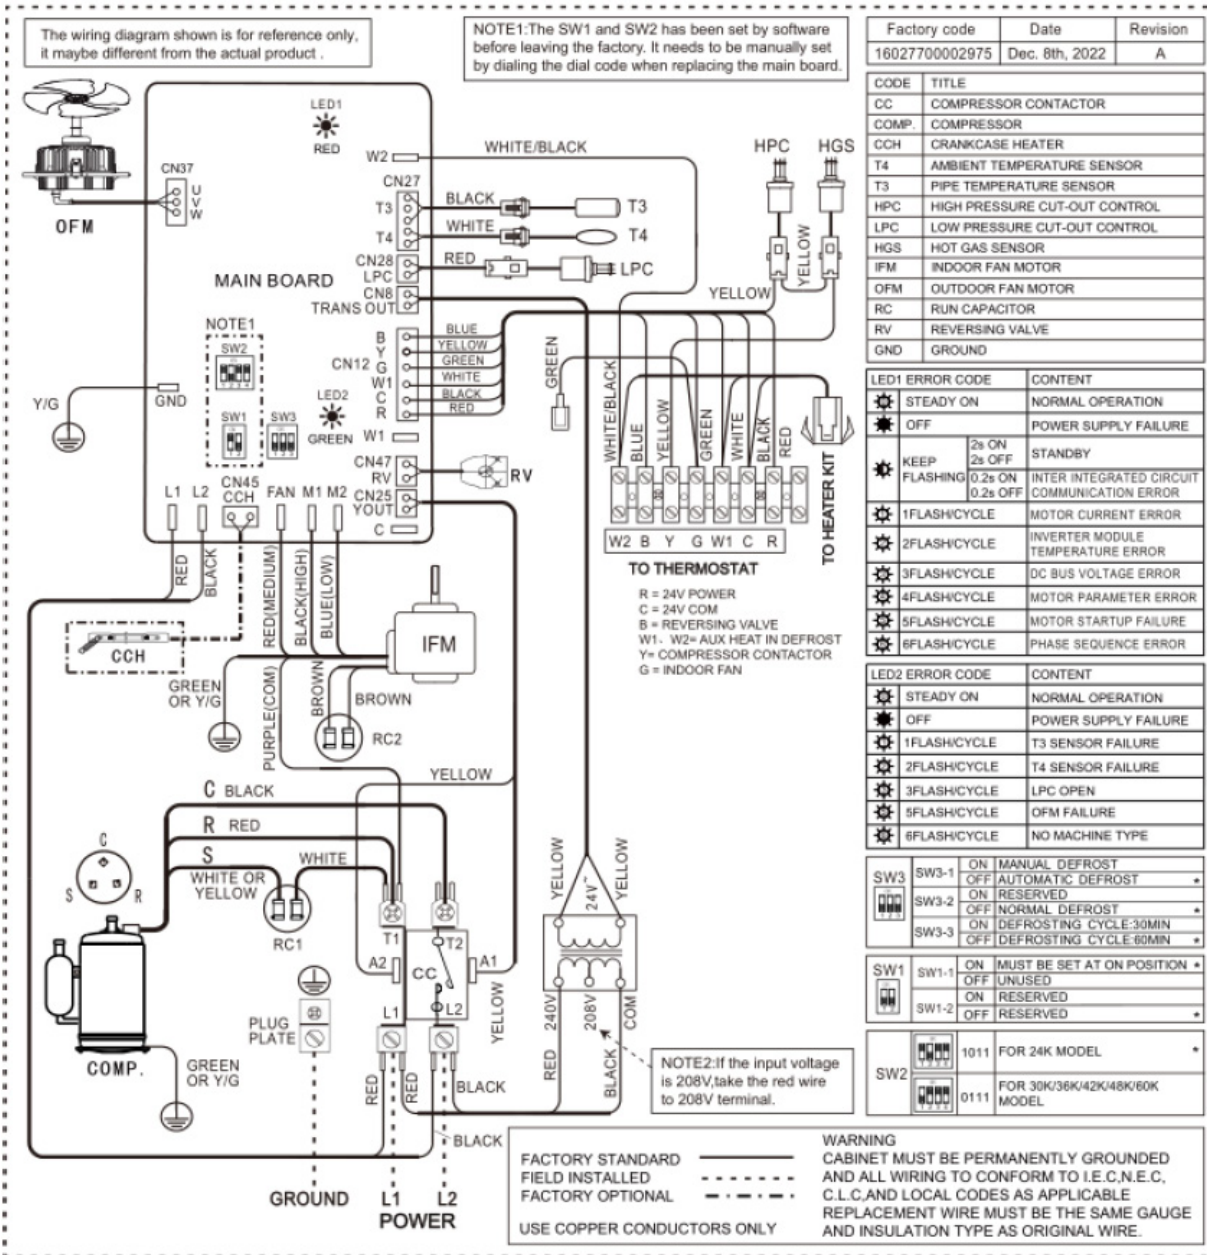 The wiring diagram shown is for reference only,
it maybe different from the actual product .
NOTE1:The SW1 and SW2 has been set by software
before leaving the factory. It needs to be manually set
by dialing the dial code when replacing the main board.
Factory code Date Revision
16027700002975 Dec. 8th, 2022 A
CODE TITLE
CC COMPRESSOR CONTACTOR
COMP. COMPRESSOR
CCH CRANKCASE HEATER
T4 AMBIENT TEMPERATURE SENSOR
T3 PIPE TEMPERATURE SENSOR
HPC HIGH PRESSURE CUT-OUT CONTROL
LPC LOW PRESSURE CUT-OUT CONTROL
HGS HOT GAS SENSOR
IFM INDOOR FAN MOTOR
OFM OUTDOOR FAN MOTOR
RC RUN CAPACITOR
RV REVERSING VALVE
GND GROUND
LED1 ERROR CODE CONTENT
STEADY ON NORMAL OPERATION
OFF POWER SUPPLY FAILURE
KEEP FLASHING
2s ON
2s OFF
STANDBY
0.2s ON
0.2s OFF
INTER INTEGRATED CIRCUIT
COMMUNICATION ERROR
1FLASH/CYCLE MOTOR CURRENT ERROR
2FLASH/CYCLE INVERTER MODULE
TEMPERATURE ERROR
3FLASH/CYCLE DC BUS VOLTAGE ERROR
4FLASH/CYCLE MOTOR PARAMETER ERROR
5FLASH/CYCLE MOTOR STARTUP FAILURE
6FLASH/CYCLE PHASE SEQUENCE ERROR
LED2 ERROR CODE CONTENT
STEADY ON NORMAL OPERATION
OFF POWER SUPPLY FAILURE
1FLASH/CYCLE T3 SENSOR FAILURE
2FLASH/CYCLE T4 SENSOR FAILURE
3FLASH/CYCLE LPC OPEN
5FLASH/CYCLE OFM FAILURE
6FLASH/CYCLE NO MACHINE TYPE
SW3
SW3-1 ON MANUAL DEFROST
OFF AUTOMATIC DEFROST *
SW3-2 ON RESERVED
OFF NORMAL DEFROST *
SW3-3 ON DEFROSTING CYCLE:30MIN
OFF DEFROSTING CYCLE:60MIN *
SW1
SW1-1 ON MUST BE SET AT ON POSITION *
OFF UNUSED
SW1-2 ON RESERVED
OFF RESERVED *
SW2
1011 FOR 24K MODEL *
0111 FOR 30K/36K/42K/48K/60K
MODEL
OFM
CN37
U
V
W
LED1
RED
MAIN BOARD
NOTE1
SW2
SW1
SW3
LED2
GREEN
GND
Y/G
W2
CN27
T3
T4
CN28
LPC
CN8
TRANS OUT
CN12
B
Y
G
W1
C
R
W1
CN47
RV
CN25
YOUT
C
L1 L2
CN45
CCH
FAN M1 M2
WHITE/BLACK
BLACK
T3
WHITE
T4
RED
LPC
HPC HGS
YELLOW
YELLOW
BLUE
YELLOW
GREEN
WHITE
BLACK
RED
RV
GREEN
WHITE/BLACK
BLUE
YELLOW
GREEN
WHITE
BLACK
RED
TO HEATER KIT
W2 B Y G W1 C R
TO THERMOSTAT
R = 24V POWER
C = 24V COM
B = REVERSING VALVE
W1、W2= AUX HEAT IN DEFROST
Y= COMPRESSOR CONTACTOR
G = INDOOR FAN
RED
BLACK
RED(MEDIUM)
BLACK(HIGH)
BLUE(LOW)
CCH
IFM
GREEN
OR Y/G
PURPLE(COM)
BROWN
BROWN
RC2
YELLOW
C BLACK
R RED
S
WHITE OR
YELLOW
WHITE
RC1
C
S R
COMP.
GREEN
OR Y/G
T1 T2
A2 CC A1
L1 L2
YELLOW
PLUG
PLATE
RED
RED
BLACK
BLACK
YELLOW
24V~
YELLOW
240V
208V
COM
RED
BLACK
NOTE2:If the input voltage
is 208V,take the red wire
to 208V terminal.
GROUND
L1 L2
POWER
FACTORY STANDARD
FIELD INSTALLED
FACTORY OPTIONAL
USE COPPER CONDUCTORS ONLY
WARNING
CABINET MUST BE PERMANENTLY GROUNDED
AND ALL WIRING TO CONFORM TO I.E.C,N.E.C,
C.L.C,AND LOCAL CODES AS APPLICABLE
REPLACEMENT WIRE MUST BE THE SAME GAUGE
AND INSULATION TYPE AS ORIGINAL WIRE.